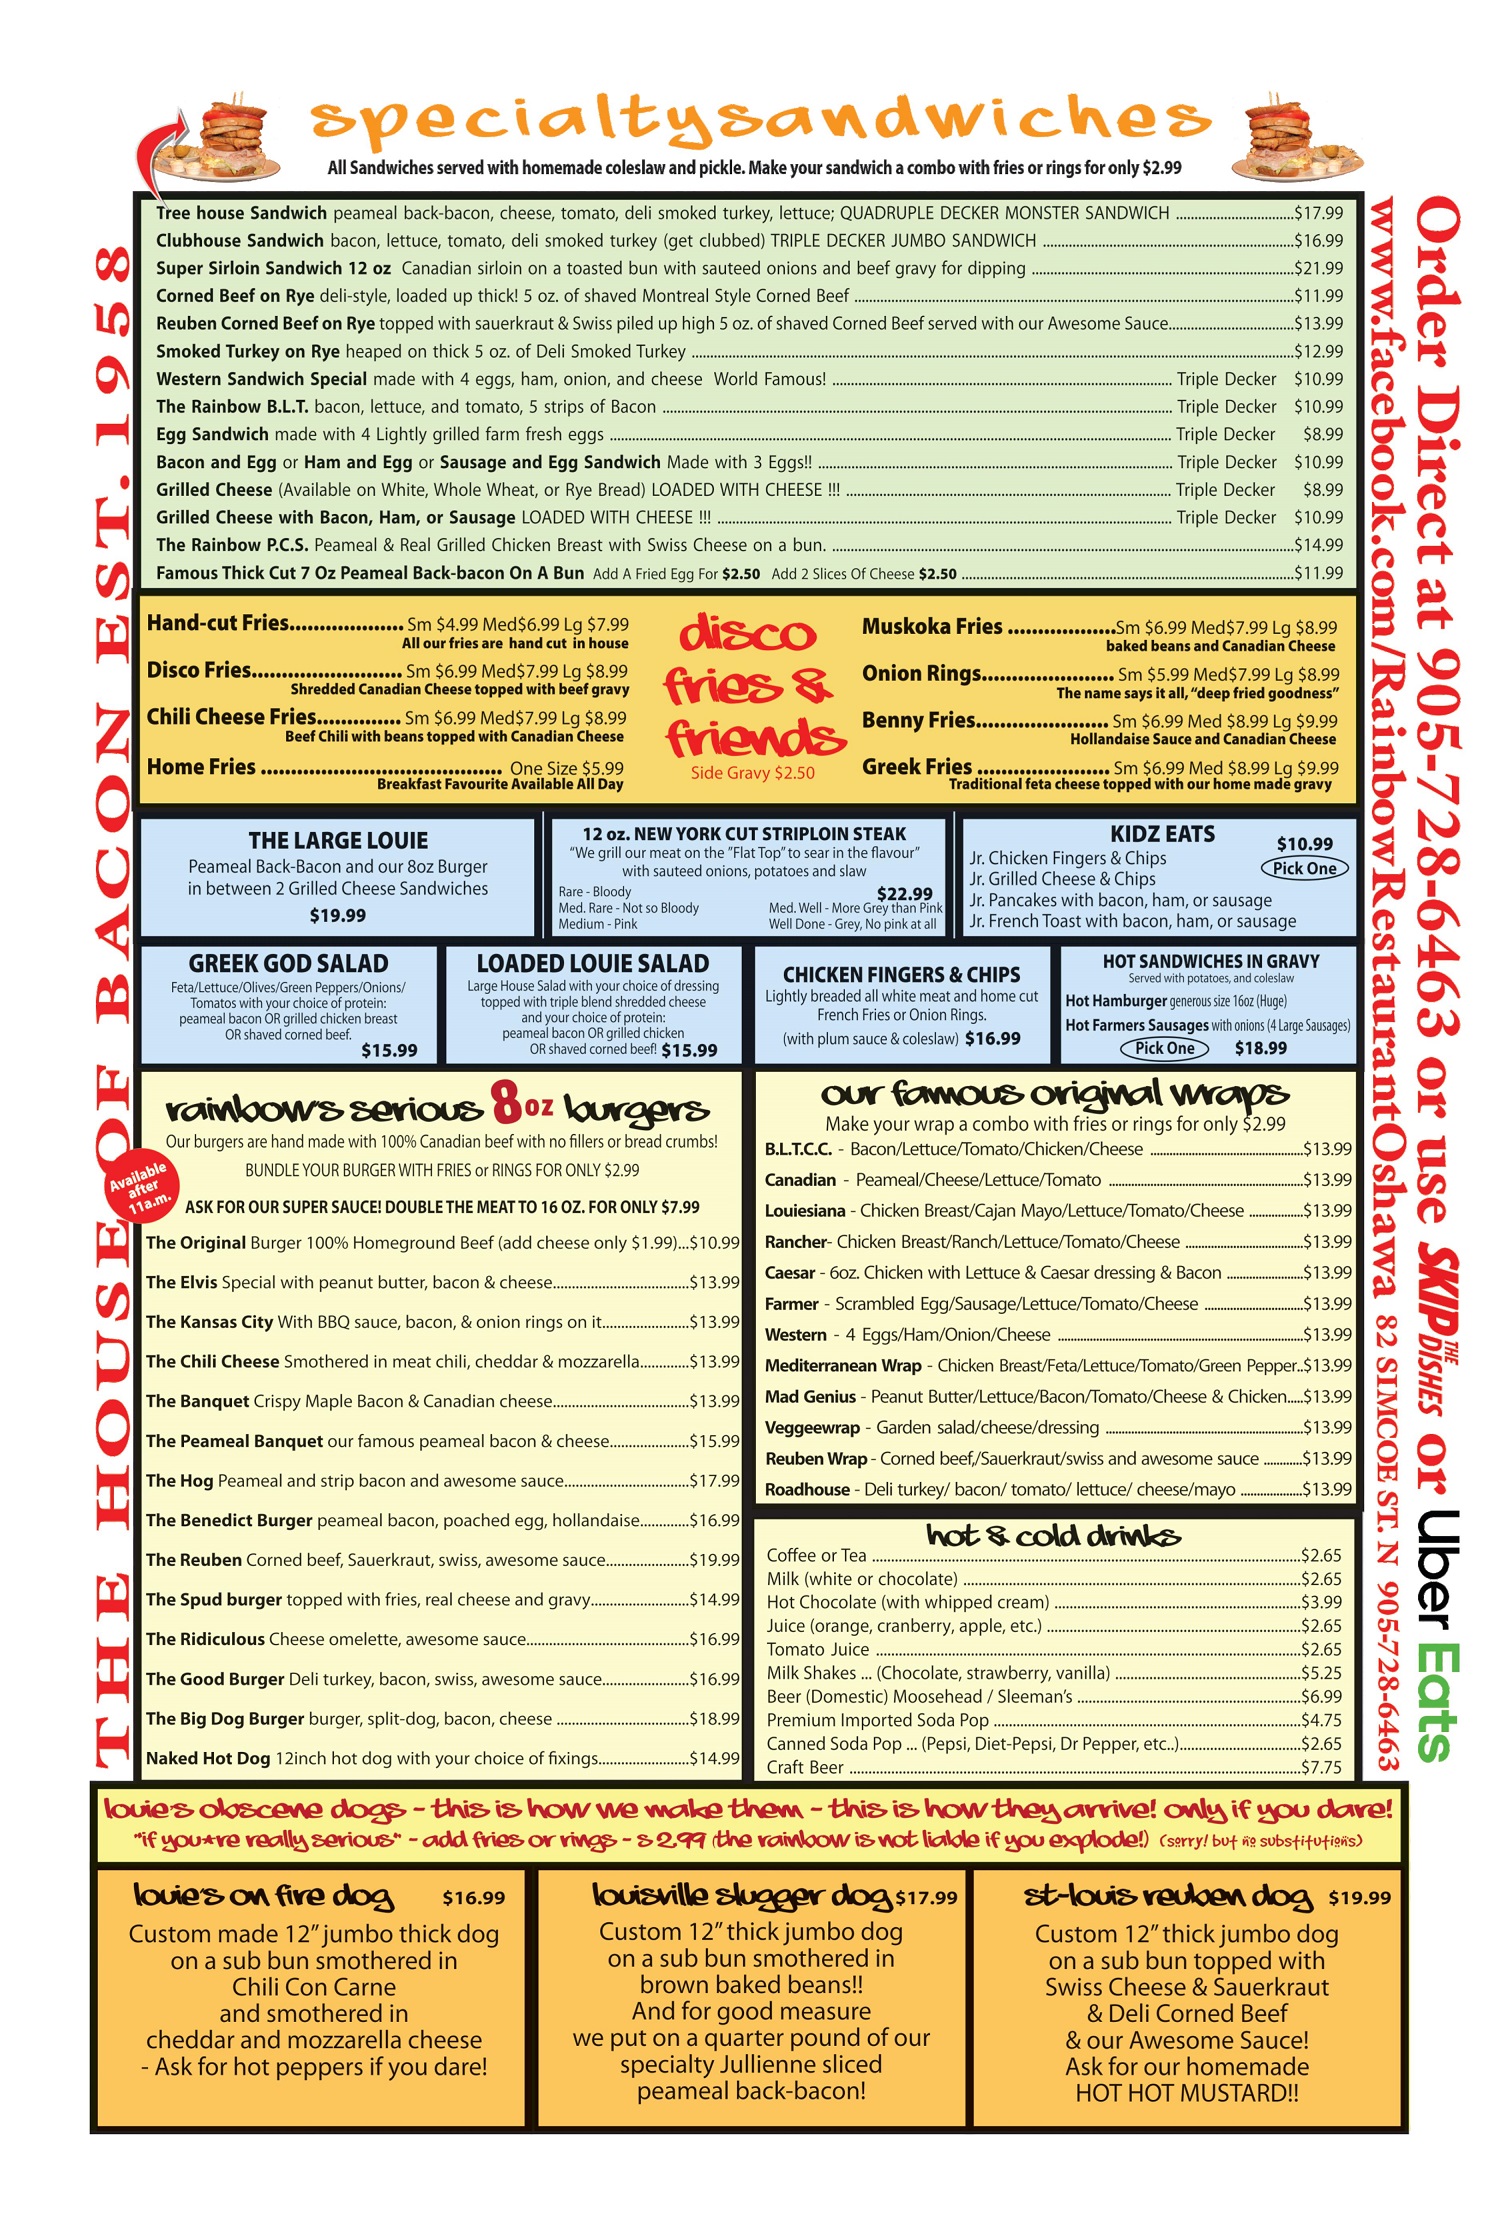 specialtysandwiches
All Sandwiches served with homemade coleslaw and pickle. Make your sandwich a combo with fries or rings for only $2.99
Tree house Sandwich peameal back-bacon, cheese, tomato, deli smoked turkey, lettuce; QUADRUPLE DECKER MONSTER SANDWICH ...$17.99
Clubhouse Sandwich bacon, lettuce, tomato, deli smoked turkey (get clubbed) TRIPLE DECKER JUMBO SANDWICH ...$16.99
Super Sirloin Sandwich 12 oz Canadian sirloin on a toasted bun with sauteed onions and beef gravy for dipping ...$21.99
Corned Beef on Rye deli-style, loaded up thick! 5 oz. of shaved Montreal Style Corned Beef ...$11.99
Reuben Corned Beef on Rye topped with sauerkraut & Swiss piled up high 5 oz. of shaved Corned Beef served with our Awesome Sauce...$13.99
Smoked Turkey on Rye heaped on thick 5 oz. of Deli Smoked Turkey ...$12.99
Western Sandwich Special made with 4 eggs, ham, onion, and cheese World Famous! ... Triple Decker $10.99
The Rainbow B.L.T. bacon, lettuce, and tomato, 5 strips of Bacon ... Triple Decker $10.99
Egg Sandwich made with 4 Lightly grilled farm fresh eggs ... Triple Decker $8.99
Bacon and Egg or Ham and Egg or Sausage and Egg Sandwich Made with 3 Eggs!! ... Triple Decker $10.99
Grilled Cheese (Available on White, Whole Wheat, or Rye Bread) LOADED WITH CHEESE !!! ... Triple Decker $8.99
Grilled Cheese with Bacon, Ham, or Sausage LOADED WITH CHEESE !!! ... Triple Decker $10.99
The Rainbow P.C.S. Peameal & Real Grilled Chicken Breast with Swiss Cheese on a bun. ...$14.99
Famous Thick Cut 7 Oz Peameal Back-bacon On A Bun Add A Fried Egg For $2.50 Add 2 Slices Of Cheese $2.50 ...$11.99
Hand-cut Fries... Sm $4.99 Med$6.99 Lg $7.99
All our fries are hand cut in house
Disco Fries... Sm $6.99 Med$7.99 Lg $8.99
Shredded Canadian Cheese topped with beef gravy
Chili Cheese Fries... Sm $6.99 Med$7.99 Lg $8.99
Beef Chili with beans topped with Canadian Cheese
Home Fries ... One Size $5.99
Breakfast Favourite Available All Day
disco
fries &
friends
Side Gravy $2.50
Muskoka Fries ...Sm $6.99 Med$7.99 Lg $8.99
baked beans and Canadian Cheese
Onion Rings... Sm $5.99 Med$7.99 Lg $8.99
The name says it all, "deep fried goodness"
Benny Fries... Sm $6.99 Med $8.99 Lg $9.99
Hollandaise Sauce and Canadian Cheese
Greek Fries ... Sm $6.99 Med $8.99 Lg $9.99
Traditional feta cheese topped with our home made gravy
THE LARGE LOUIE
Peameal Back-Bacon and our 8oz Burger
in between 2 Grilled Cheese Sandwiches
$19.99
12 oz. NEW YORK CUT STRIPLOIN STEAK
"We grill our meat on the "Flat Top" to sear in the flavour"
with sauteed onions, potatoes and slaw
$22.99
Rare - Bloody
Med. Rare - Not so Bloody
Medium - Pink
Med. Well - More Grey than Pink
Well Done - Grey, No pink at all
KIDZ EATS
$10.99
Pick One
Jr. Chicken Fingers & Chips
Jr. Grilled Cheese & Chips
Jr. Pancakes with bacon, ham, or sausage
Jr. French Toast with bacon, ham, or sausage
GREEK GOD SALAD
Feta/Lettuce/Olives/Green Peppers/Onions/
Tomatos with your choice of protein:
peameal bacon OR grilled chicken breast
OR shaved corned beef.
$15.99
LOADED LOUIE SALAD
Large House Salad with your choice of dressing
topped with triple blend shredded cheese
and your choice of protein:
peameal bacon OR grilled chicken
OR shaved corned beef! $15.99
CHICKEN FINGERS & CHIPS
Lightly breaded all white meat and home cut
French Fries or Onion Rings.
(with plum sauce & coleslaw) $16.99
HOT SANDWICHES IN GRAVY
Served with potatoes, and coleslaw
Hot Hamburger generous size 16oz (Huge)
Hot Farmers Sausages with onions (4 Large Sausages)
Pick One $18.99
rainbow's serious 8oz burgers
Our burgers are hand made with 100% Canadian beef with no fillers or bread crumbs!
BUNDLE YOUR BURGER WITH FRIES or RINGS FOR ONLY $2.99
Available
after
11a.m.
ASK FOR OUR SUPER SAUCE! DOUBLE THE MEAT TO 16 OZ. FOR ONLY $7.99
The Original Burger 100% Homeground Beef (add cheese only $1.99)...$10.99
The Elvis Special with peanut butter, bacon & cheese...$13.99
The Kansas City With BBQ sauce, bacon, & onion rings on it...$13.99
The Chili Cheese Smothered in meat chili, cheddar & mozzarella...$13.99
The Banquet Crispy Maple Bacon & Canadian cheese...$13.99
The Peameal Banquet our famous peameal bacon & cheese...$15.99
The Hog Peameal and strip bacon and awesome sauce...$17.99
The Benedict Burger peameal bacon, poached egg, hollandaise...$16.99
The Reuben Corned beef, Sauerkraut, swiss, awesome sauce...$19.99
The Spud burger topped with fries, real cheese and gravy...$14.99
The Ridiculous Cheese omelette, awesome sauce...$16.99
The Good Burger Deli turkey, bacon, swiss, awesome sauce...$16.99
The Big Dog Burger burger, split-dog, bacon, cheese ...$18.99
Naked Hot Dog 12inch hot dog with your choice of fixings...$14.99
our famous original wraps
Make your wrap a combo with fries or rings for only $2.99
B.L.T.C.C. - Bacon/Lettuce/Tomato/Chicken/Cheese ...$13.99
Canadian - Peameal/Cheese/Lettuce/Tomato ...$13.99
Louiesiana - Chicken Breast/Cajan Mayo/Lettuce/Tomato/Cheese ...$13.99
Rancher- Chicken Breast/Ranch/Lettuce/Tomato/Cheese ...$13.99
Caesar - 6oz. Chicken with Lettuce & Caesar dressing & Bacon ...$13.99
Farmer - Scrambled Egg/Sausage/Lettuce/Tomato/Cheese ...$13.99
Western - 4 Eggs/Ham/Onion/Cheese ...$13.99
Mediterranean Wrap - Chicken Breast/Feta/Lettuce/Tomato/Green Pepper..$13.99
Mad Genius - Peanut Butter/Lettuce/Bacon/Tomato/Cheese & Chicken....$13.99
Veggeewrap - Garden salad/cheese/dressing ...$13.99
Reuben Wrap - Corned beef,/Sauerkraut/swiss and awesome sauce ...$13.99
Roadhouse - Deli turkey/ bacon/ tomato/ lettuce/ cheese/mayo ...$13.99
hot & cold drinks
Coffee or Tea ...$2.65
Milk (white or chocolate) ...$2.65
Hot Chocolate (with whipped cream) ...$3.99
Juice (orange, cranberry, apple, etc.) ...$2.65
Tomato Juice ...$2.65
Milk Shakes ... (Chocolate, strawberry, vanilla) ...$5.25
Beer (Domestic) Moosehead / Sleeman's ...$6.99
Premium Imported Soda Pop ...$4.75
Canned Soda Pop ... (Pepsi, Diet-Pepsi, Dr Pepper, etc..)...$2.65
Craft Beer ...$7.75
louie's obscene dogs - this is how we make them - this is how they arrive! only if you dare!
"if you*re really serious" - add fries or rings - $ 2.99 (the rainbow is not liable if you explode!) (sorry! but no substitutions)
louie's on fire dog $16.99
Custom made 12" jumbo thick dog
on a sub bun smothered in
Chili Con Carne
and smothered in
cheddar and mozzarella cheese
- Ask for hot peppers if you dare!
louisville slugger dog $17.99
Custom 12" thick jumbo dog
on a sub bun smothered in
brown baked beans!!
And for good measure
we put on a quarter pound of our
specialty Jullienne sliced
peameal back-bacon!
st-louis reuben dog $19.99
Custom 12" thick jumbo dog
on a sub bun topped with
Swiss Cheese & Sauerkraut
& Deli Corned Beef
& our Awesome Sauce!
Ask for our homemade
HOT HOT MUSTARD!!
THE HOUSE OF BACON EST.1958
Order Direct at 905-728-6463 or use SKIP THE DISHES or Uber Eats
www.facebook.com/RainbowRestaurantOshawa 82 SIMCOE ST. N 905-728-6463